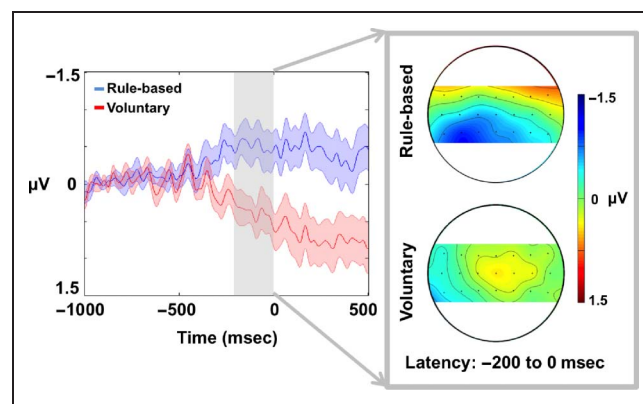 −1.5
Rule-based
Voluntary
µV
0
1.5
−1000
−500
0
500
Time (msec)
Rule-based
Voluntary
−1.5
0
µV
1.5
Latency: −200 to 0 msec